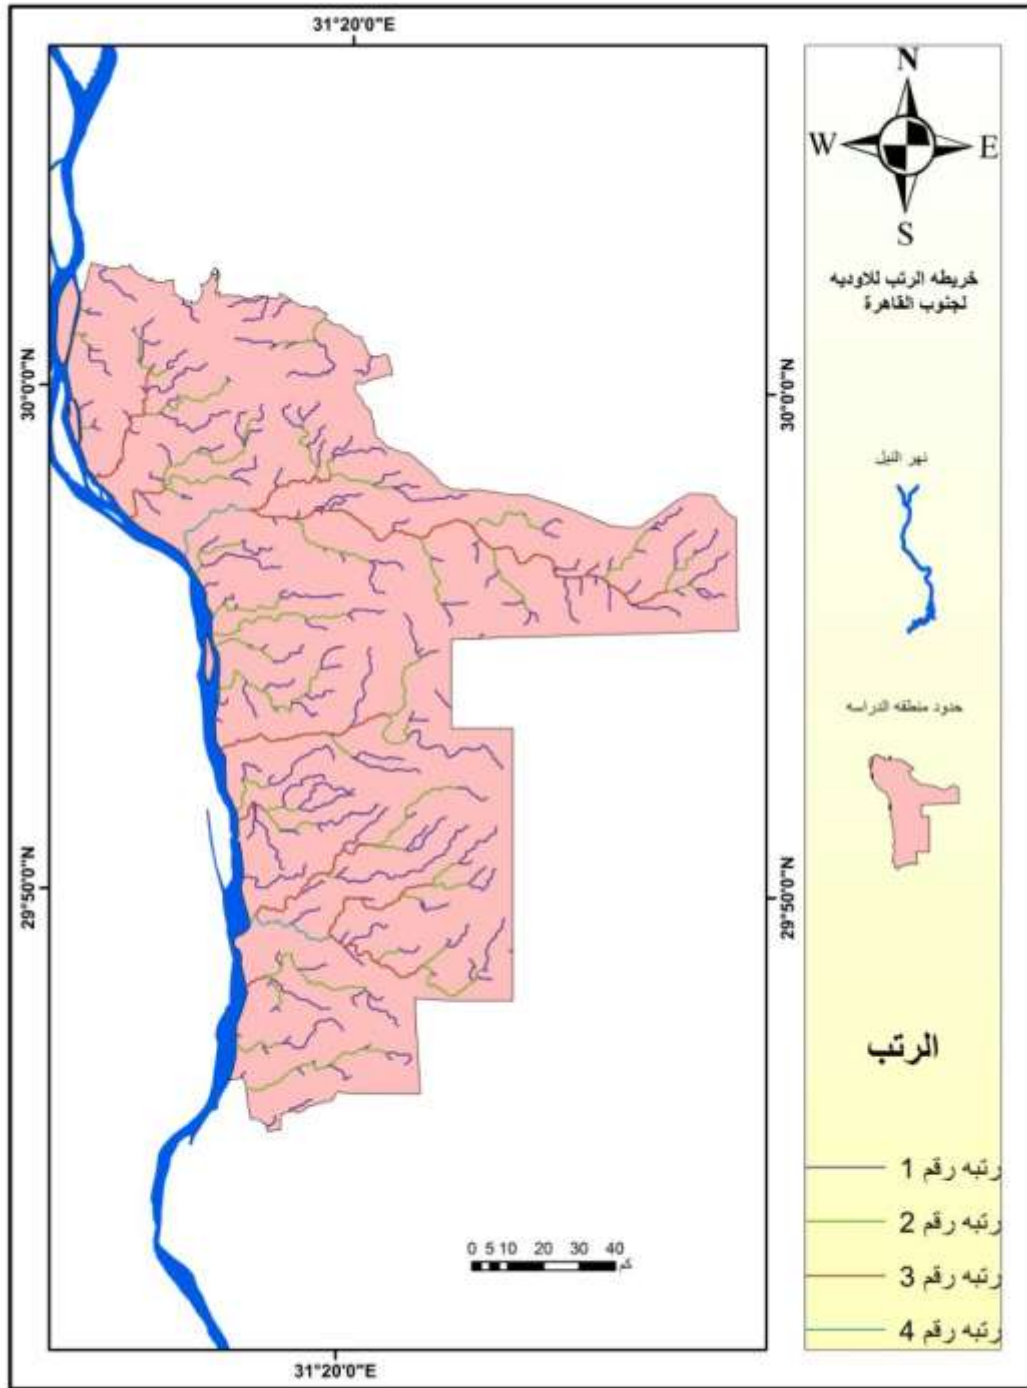 31°20'0"E
N
W E
S
خريطه الرتب للاوديه
لجنوب القاهرة
30°0'0"N
30°0'0"N
نهر النيل
حدود منطقه الدراسه
29°50'0"N
29°50'0"N
الرتب
رتبه رقم 1
رتبه رقم 2
رتبه رقم 3
رتبه رقم 4
0 5 10 20 30 40
كم
31°20'0"E